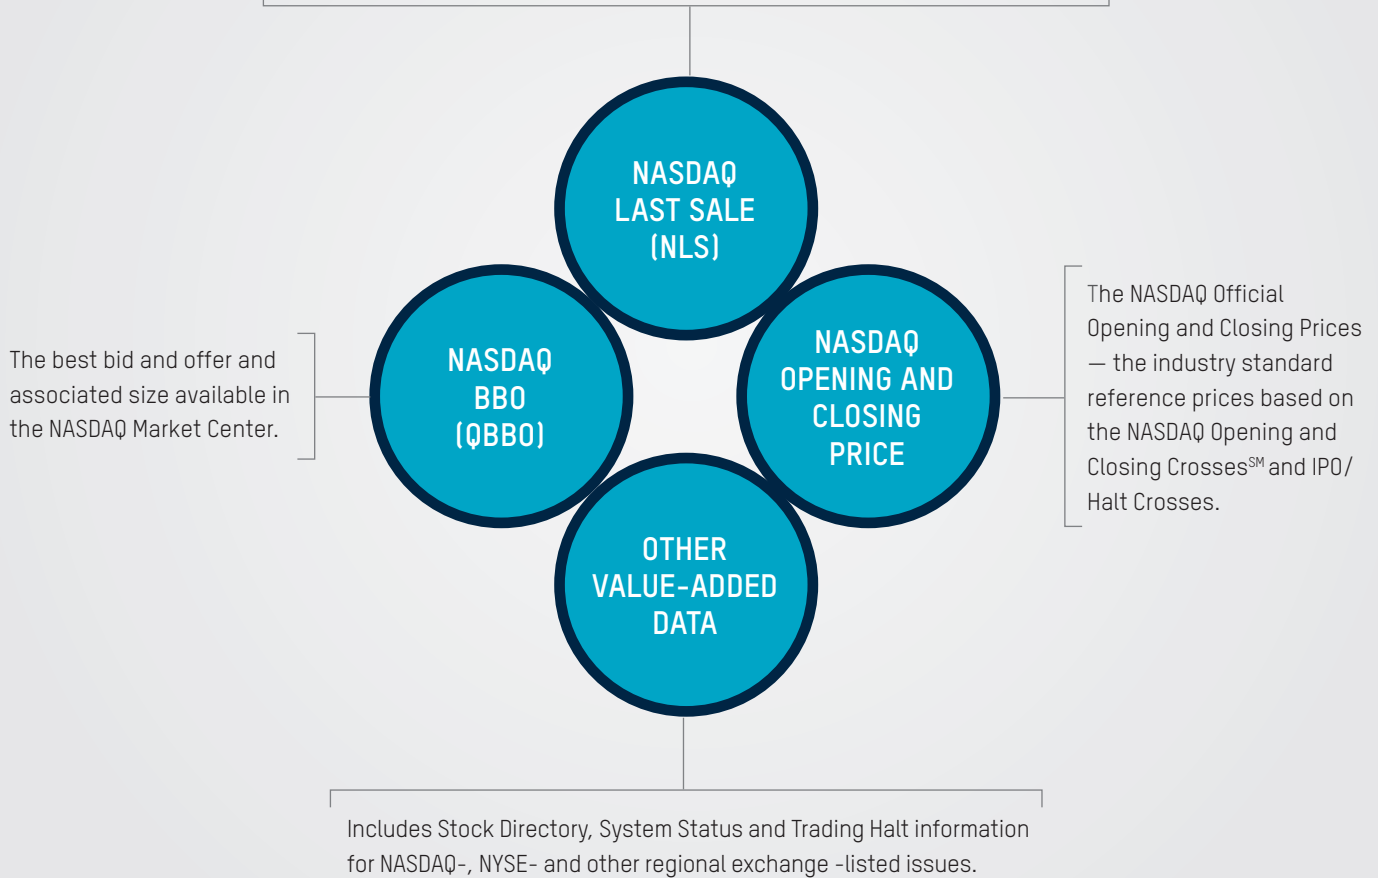 NASDAQ
LAST SALE
(NLS)
The best bid and offer and
associated size available in
the NASDAQ Market Center.
NASDAQ
BBO
(QBBO)
NASDAQ
OPENING AND
CLOSING
PRICE
The NASDAQ Official
Opening and Closing Prices
— the industry standard
reference prices based on
the NASDAQ Opening and
Closing Crosses℠ and IPO/
Halt Crosses.
OTHER
VALUE-ADDED
DATA
Includes Stock Directory, System Status and Trading Halt information
for NASDAQ-, NYSE- and other regional exchange -listed issues.